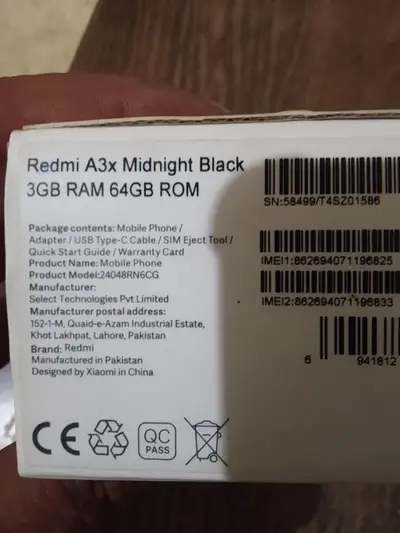 Redmi A3x Midnight Black
3GB RAM 64GB ROM
Package contents: Mobile Phone /
Adapter / USB Type-C Cable / SIM Eject Tool /
Quick Start Guide / Warranty Card
Product Name: Mobile Phone
Product Model:24048RN6CG
Manufacturer:
Select Technologies Pvt.Limited
Manufacturer postal address:
152-1-M, Quaid-e-Azam Industrial Estate,
Khot Lakhpat, Lahore, Pakistan
Brand: Redmi
Manufactured in Pakistan
Designed by Xiaomi in China
CE
QC
PASS
SN:58499/T4SZ01586
IMEI1:862694071196825
IMEI2:862694071196833
6 941812